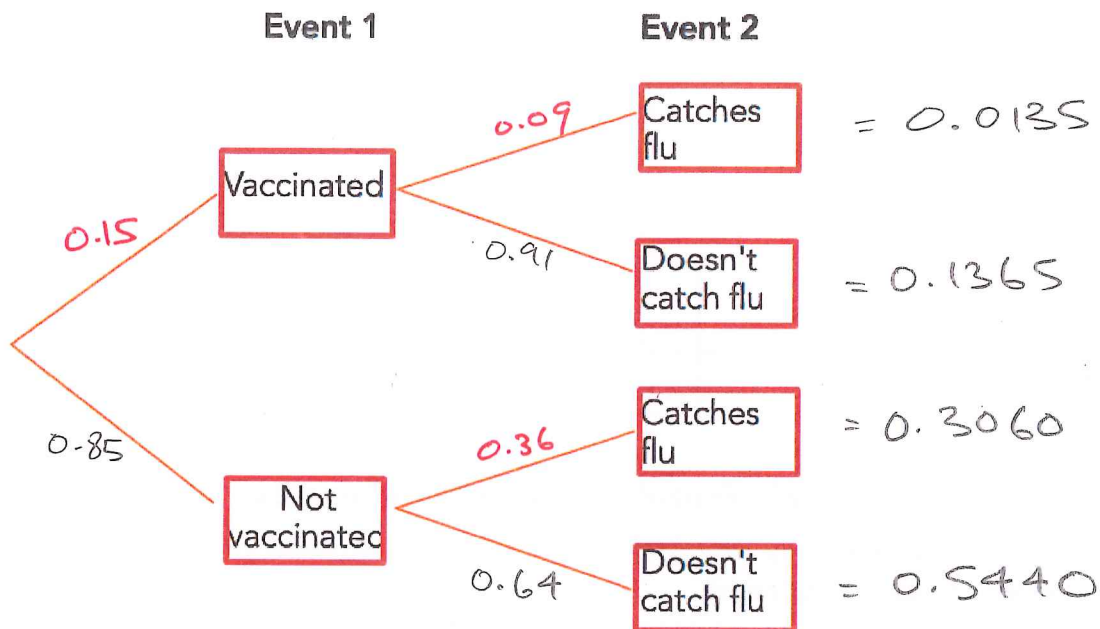 Event 1
Event 2
0.09
Catches
flu
= 0.0135
Vaccinated
0.15
0.91
Doesn't
catch flu
= 0.1365
0.85
0.36
Catches
flu
= 0.3060
Not
vaccinated
0.64
Doesn't
catch flu
= 0.5440